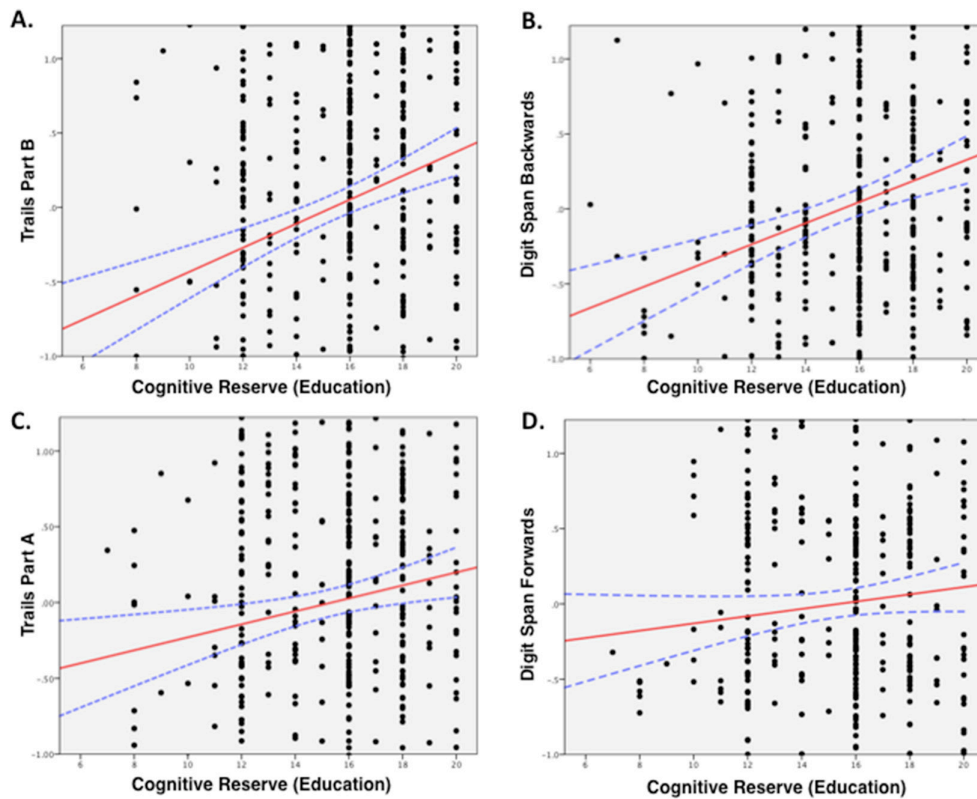 A.
Trails Part B
1.0
.5
.0
-.5
-1.0
6 8 10 12 14 16 18 20
Cognitive Reserve (Education)
B.
Digit Span Backwards
1.0
.5
.0
-.5
-1.0
6 8 10 12 14 16 18 20
Cognitive Reserve (Education)
C.
Trails Part A
1.00
.50
.00
-.50
-1.00
6 8 10 12 14 16 18 20
Cognitive Reserve (Education)
D.
Digit Span Forwards
1.0
.5
.0
-.5
-1.0
6 8 10 12 14 16 18 20
Cognitive Reserve (Education)